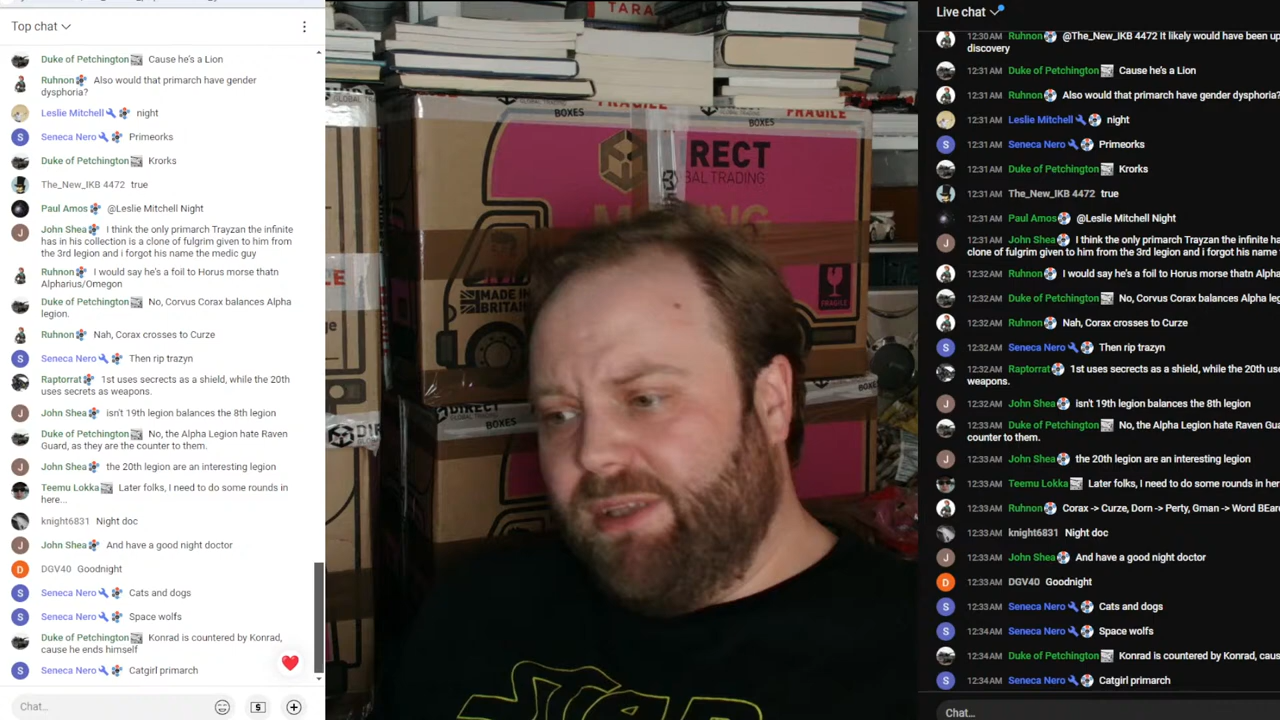 Top chat
Duke of Petchington Cause he's a Lion
Ruhnon Also would that primarch have gender
dysphoria?
Leslie Mitchell night
Seneca Nero Primeorks
Duke of Petchington Krorks
The_New_IKB 4472 true
Paul Amos @Leslie Mitchell Night
John Shea I think the only primarch Trayzan the infinite
has in his collection is a clone of fulgrim given to him from
the 3rd legion and i forgot his name the medic guy
Ruhnon I would say he's a foil to Horus morse thatn
Alpharius/Omegon
Duke of Petchington No, Corvus Corax balances Alpha
legion.
Ruhnon Nah, Corax crosses to Curze
Seneca Nero Then rip trazyn
Raptorrat 1st uses secrects as a shield, while the 20th
uses secrets as weapons.
John Shea isn't 19th legion balances the 8th legion
Duke of Petchington No, the Alpha Legion hate Raven
Guard, as they are the counter to them.
John Shea the 20th legion are an interesting legion
Teemu Lokka Later folks, I need to do some rounds in
here...
knight6831 Night doc
John Shea And have a good night doctor
DGV40 Goodnight
Seneca Nero Cats and dogs
Seneca Nero Space wolfs
Duke of Petchington Konrad is countered by Konrad,
cause he ends himself
Seneca Nero Catgirl primarch
Chat...
TARA
FRAGILE
BOXES
BOXES
FRAGILE
DIRECT
GLOBAL TRADING
MADE IN
BRITAIN
FRAGILE
DIRECT
BOXES
Live chat
12:30 AM Ruhnon @The_New_IKB 4472 It likely would have been up
discovery
12:31 AM Duke of Petchington Cause he's a Lion
12:31 AM Ruhnon Also would that primarch have gender dysphoria?
12:31 AM Leslie Mitchell night
12:31 AM Seneca Nero Primeorks
12:31 AM Duke of Petchington Krorks
12:31 AM The_New_IKB 4472 true
12:31 AM Paul Amos @Leslie Mitchell Night
12:31 AM John Shea I think the only primarch Trayzan the infinite
clone of fulgrim given to him from the 3rd legion and i forgot his name
12:32 AM Ruhnon I would say he's a foil to Horus morse thatn Alpha
12:32 AM Duke of Petchington No, Corvus Corax balances Alpha leg
12:32 AM Ruhnon Nah, Corax crosses to Curze
12:32 AM Seneca Nero Then rip trazyn
12:32 AM Raptorrat 1st uses secrects as a shield, while the 20th us
weapons.
12:32 AM John Shea isn't 19th legion balances the 8th legion
12:33 AM Duke of Petchington No, the Alpha Legion hate Raven Gu
counter to them.
12:33 AM John Shea the 20th legion are an interesting legion
12:33 AM Teemu Lokka Later folks, I need to do some rounds in her
12:33 AM Ruhnon Corax -> Curze, Dorn -> Perty, Gman -> Word BEar
12:33 AM knight6831 Night doc
12:33 AM John Shea And have a good night doctor
12:33 AM DGV40 Goodnight
12:33 AM Seneca Nero Cats and dogs
12:34 AM Seneca Nero Space wolfs
12:34 AM Duke of Petchington Konrad is countered by Konrad, caus
12:34 AM Seneca Nero Catgirl primarch
Chat...